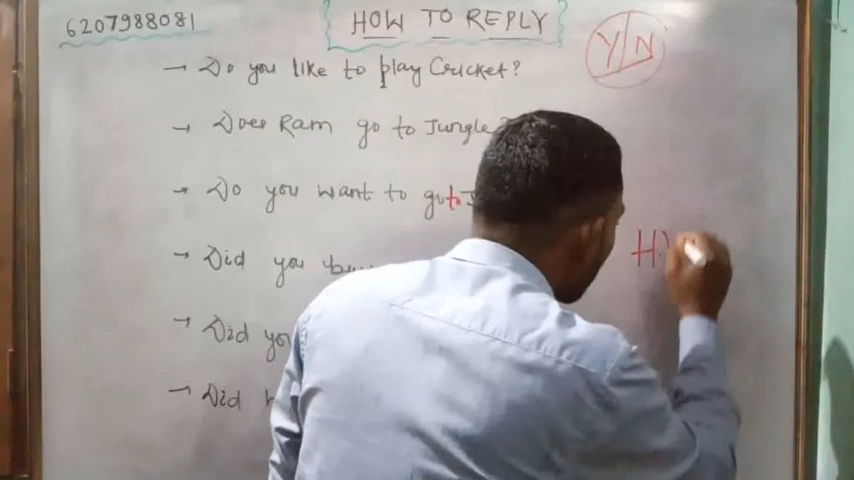 6207988081
HOW TO REPLY
Y/N
→ Do you like to play Cricket?
→ Does Ram go to Jungle?
→ Do you want to go to
→ Did you
→ Did you
→ Did
H